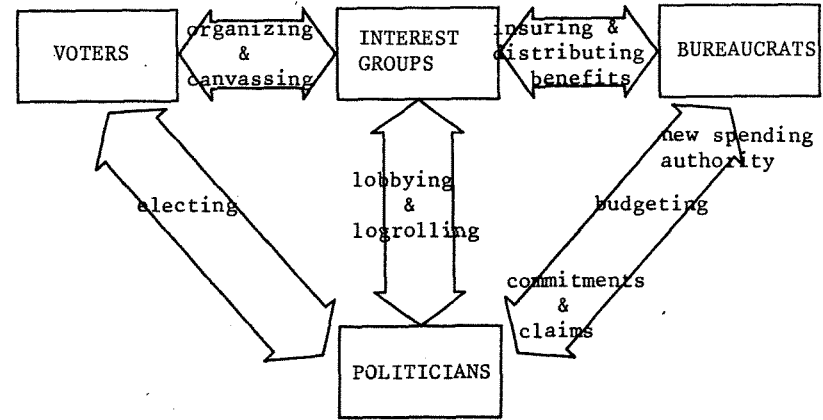 VOTERS
organizing
&
canvassing
INTEREST
GROUPS
insuring &
distributing
benefits
BUREAUCRATS
electing
lobbying
&
logrolling
new spending
authority
budgeting
commitments
&
claims
POLITICIANS